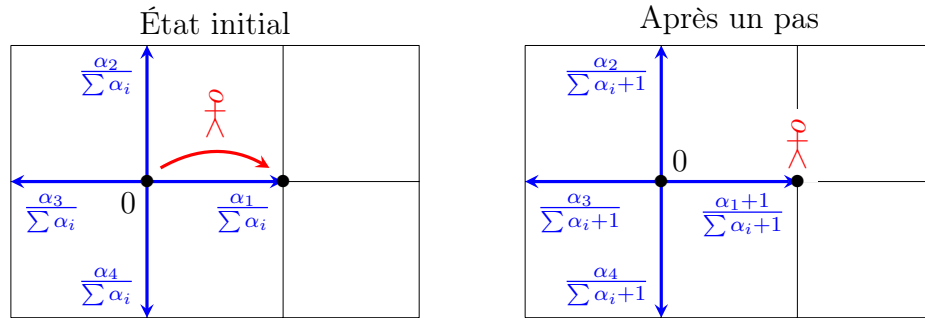 État initial
α₂/∑ αᵢ
α₃/∑ αᵢ
0
α₁/∑ αᵢ
α₄/∑ αᵢ
Après un pas
α₂/∑ αᵢ+1
0
α₃/∑ αᵢ+1
α₁+1/∑ αᵢ+1
α₄/∑ αᵢ+1